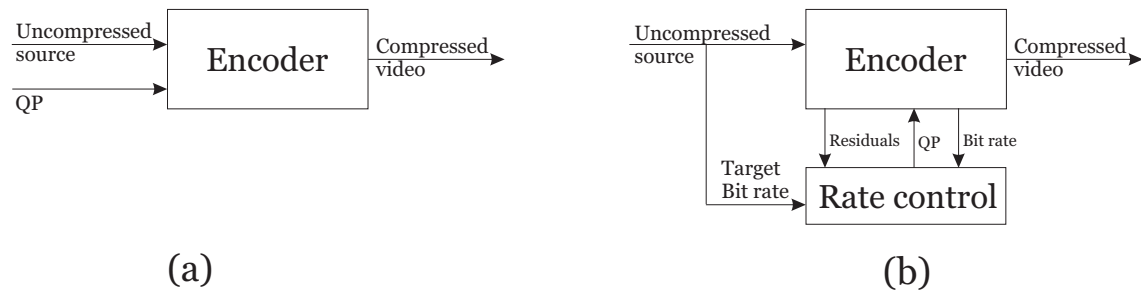 Uncompressed
source
QP
Encoder
Compressed
video
(a)
Uncompressed
source
Encoder
Compressed
video
Residuals
QP
Bit rate
Target
Bit rate
Rate control
(b)